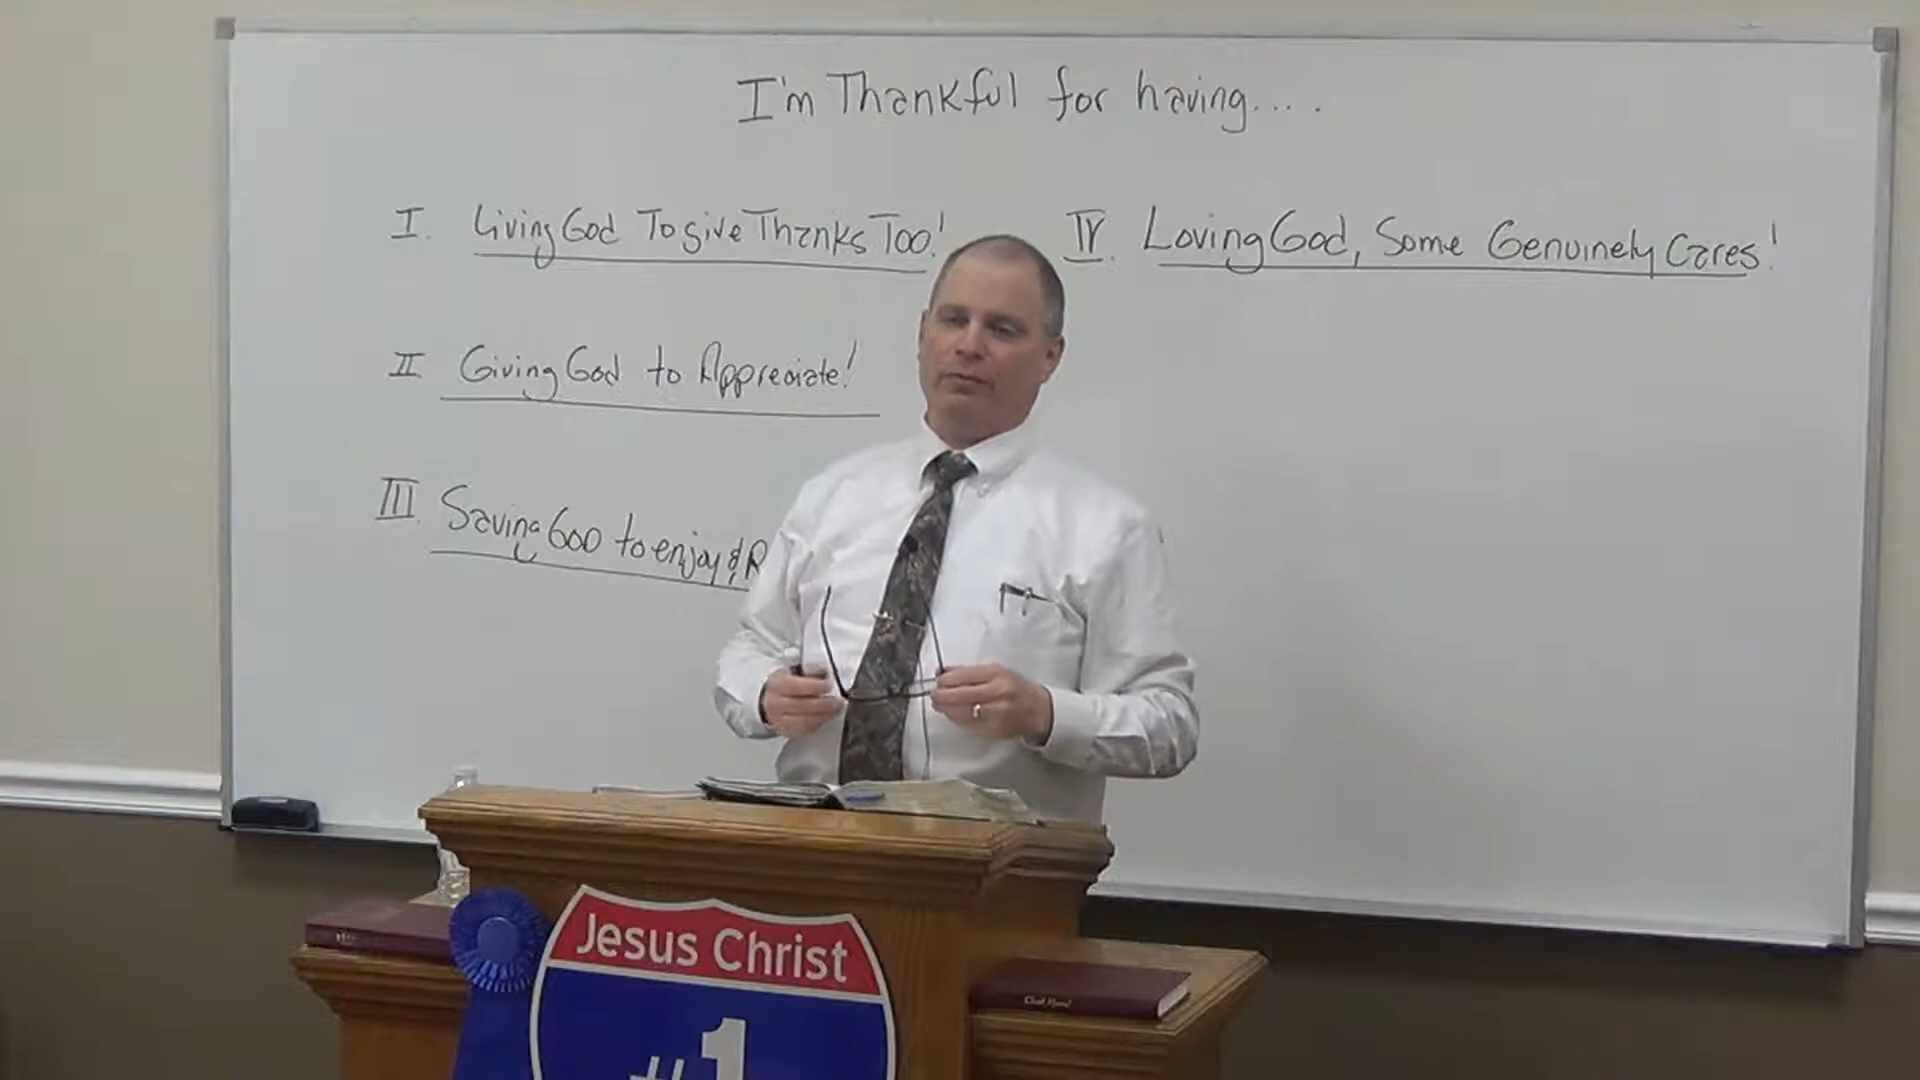 I'm Thankful for having....
I. Living God To give Thanks Too!
II. Giving God to Appreciate!
III. Saving God to enjoy & R
IV. Loving God, Some Genuinely Cares!
Jesus Christ
#1